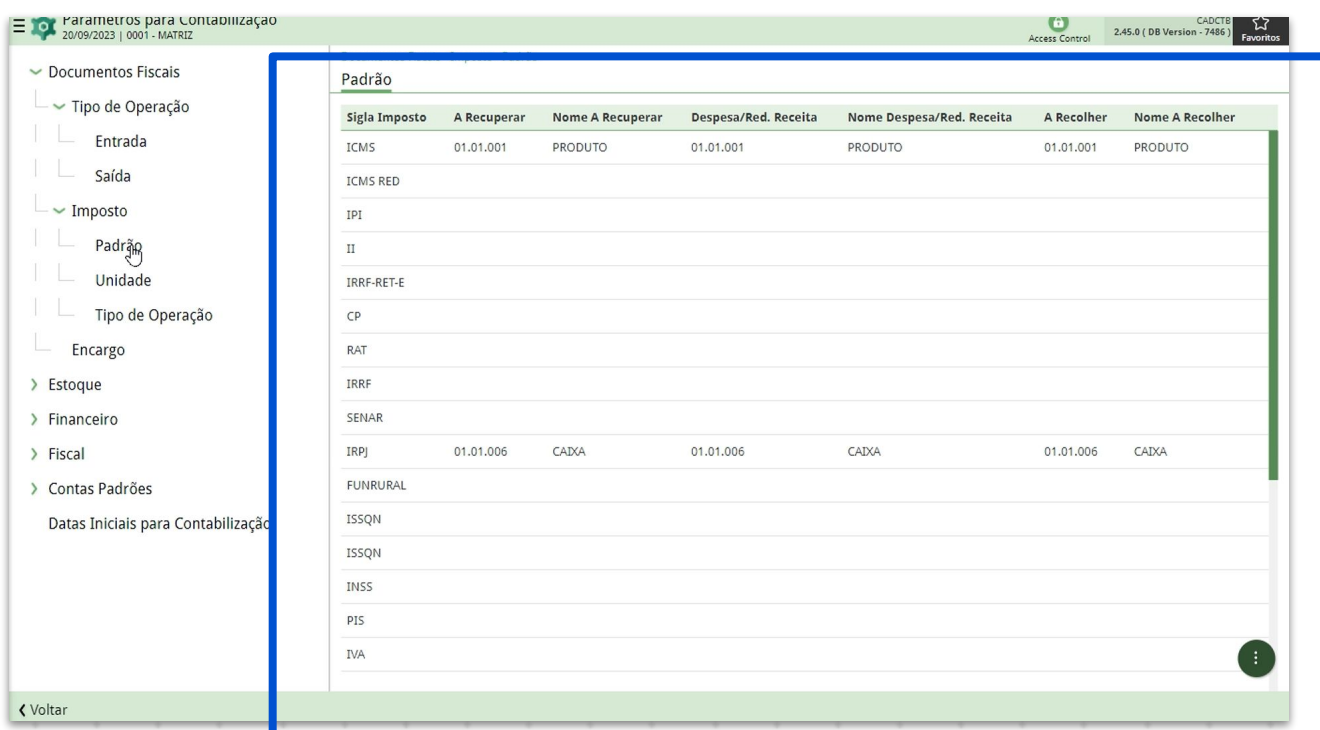 Parâmetros para Contabilização
20/09/2023 | 0001 - MATRIZ
Access Control
CADCTB
2.45.0 ( DB Version - 7486 )
Favoritos
Documentos Fiscais
Tipo de Operação
Entrada
Saída
Imposto
Padrão
Unidade
Tipo de Operação
Encargo
Estoque
Financeiro
Fiscal
Contas Padrões
Datas Iniciais para Contabilização
Padrão
Sigla Imposto A Recuperar Nome A Recuperar Despesa/Red. Receita Nome Despesa/Red. Receita A Recolher Nome A Recolher
ICMS 01.01.001 PRODUTO 01.01.001 PRODUTO 01.01.001 PRODUTO
ICMS RED
IPI
II
IRRF-RET-E
CP
RAT
IRRF
SENAR
IRPJ 01.01.006 CAIXA 01.01.006 CAIXA 01.01.006 CAIXA
FUNRURAL
ISSQN
ISSQN
INSS
PIS
IVA
Voltar